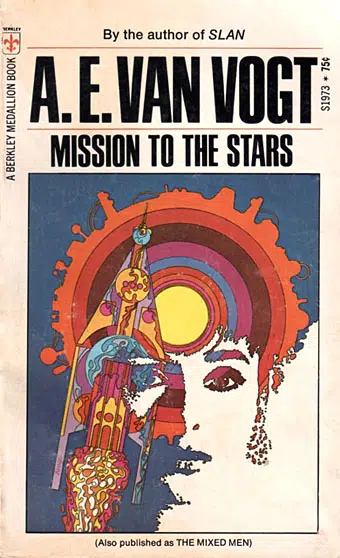 BERKLEY
A BERKLEY MEDALLION BOOK
By the author of SLAN
A. E. VAN VOGT
S1973 * 75¢
MISSION TO THE STARS
(Also published as THE MIXED MEN)